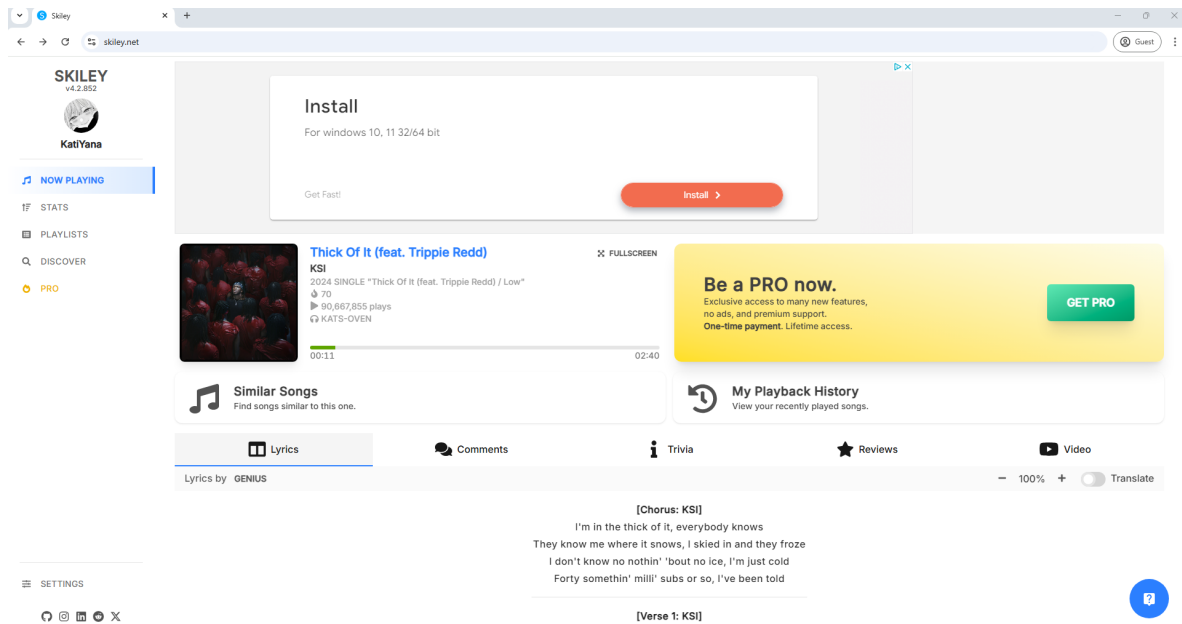 Skiley
skiley.net
Guest
SKILEY
v4.2.852
KatiYana
NOW PLAYING
STATS
PLAYLISTS
DISCOVER
PRO
SETTINGS
Install
For windows 10, 11 32/64 bit
Get Fast!
Install
Thick Of It (feat. Trippie Redd)
FULLSCREEN
KSI
2024 SINGLE "Thick Of It (feat. Trippie Redd) / Low"
70
90,667,855 plays
KATS-OVEN
00:11
02:40
Be a PRO now.
Exclusive access to many new features,
no ads, and premium support.
One-time payment. Lifetime access.
GET PRO
Similar Songs
Find songs similar to this one.
My Playback History
View your recently played songs.
Lyrics
Comments
Trivia
Reviews
Video
Lyrics by GENIUS
− 100% +
Translate
[Chorus: KSI]
I'm in the thick of it, everybody knows
They know me where it snows, I skied in and they froze
I don't know no nothin' 'bout no ice, I'm just cold
Forty somethin' milli' subs or so, I've been told
[Verse 1: KSI]